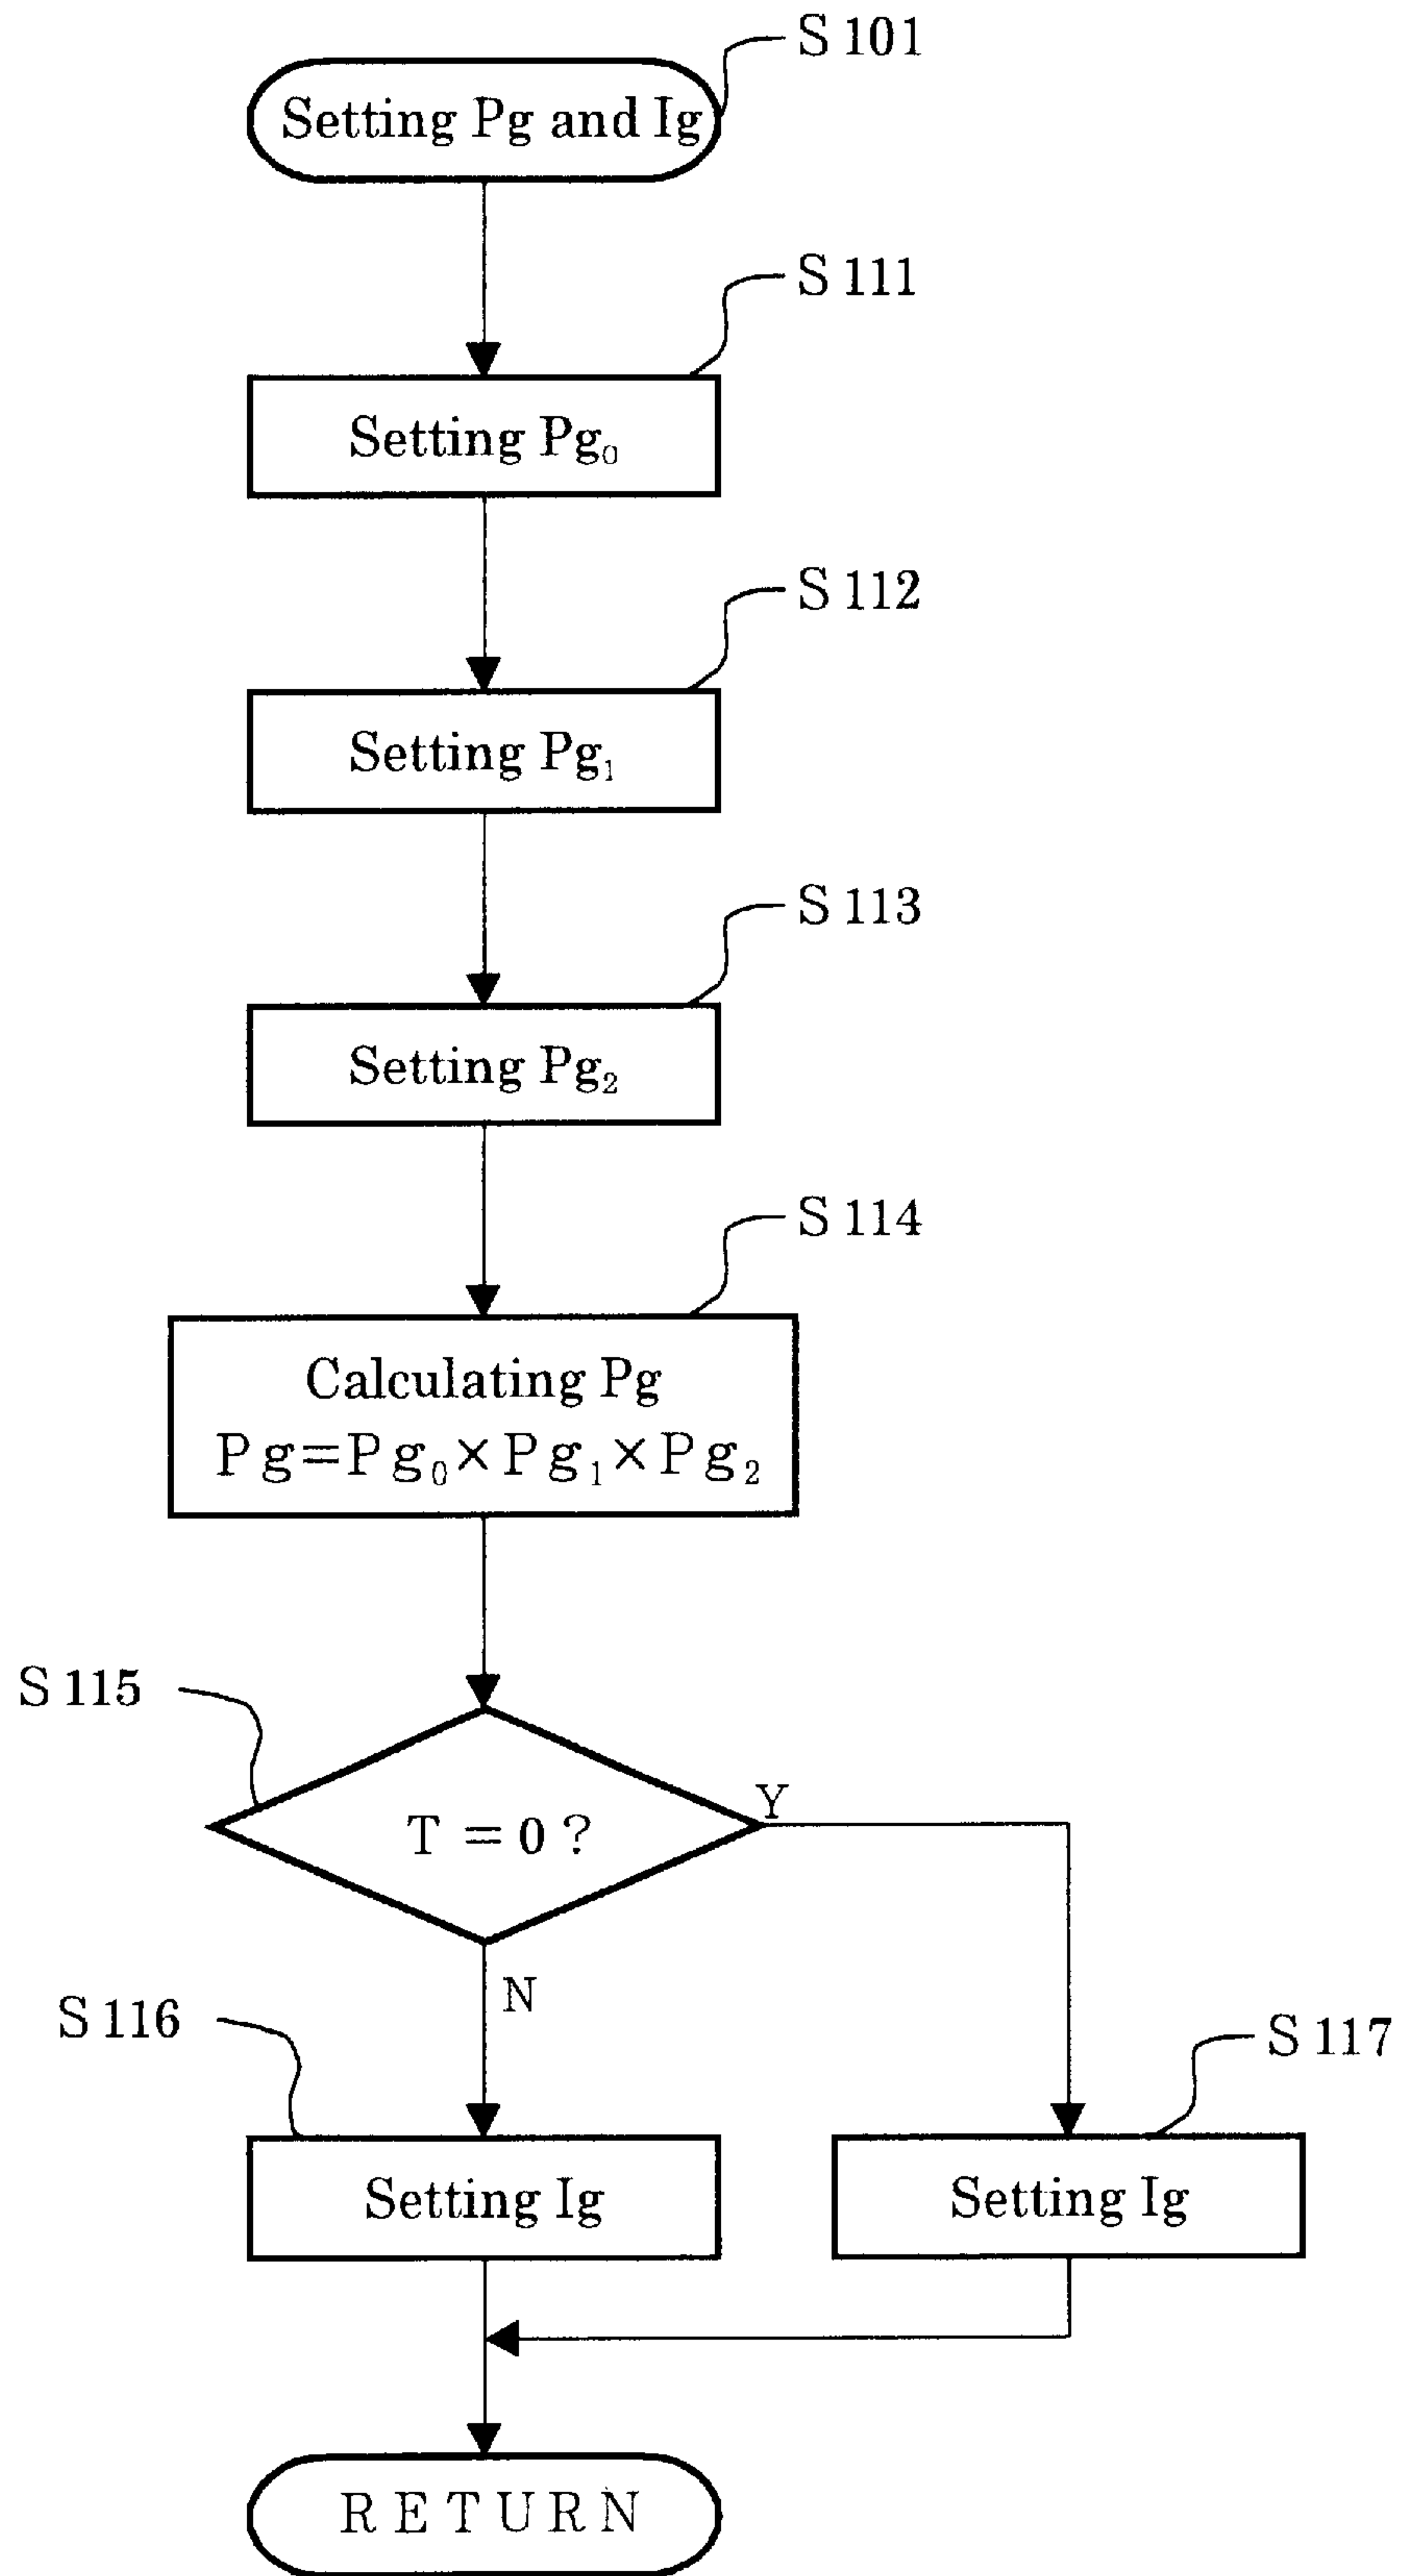 S 101
Setting Pg and Ig
S 111
Setting Pg₀
S 112
Setting Pg₁
S 113
Setting Pg₂
S 114
Calculating Pg
Pg=Pg₀×Pg₁×Pg₂
S 115
T = 0 ?
Y
N
S 116
S 117
Setting Ig
Setting Ig
RETURN